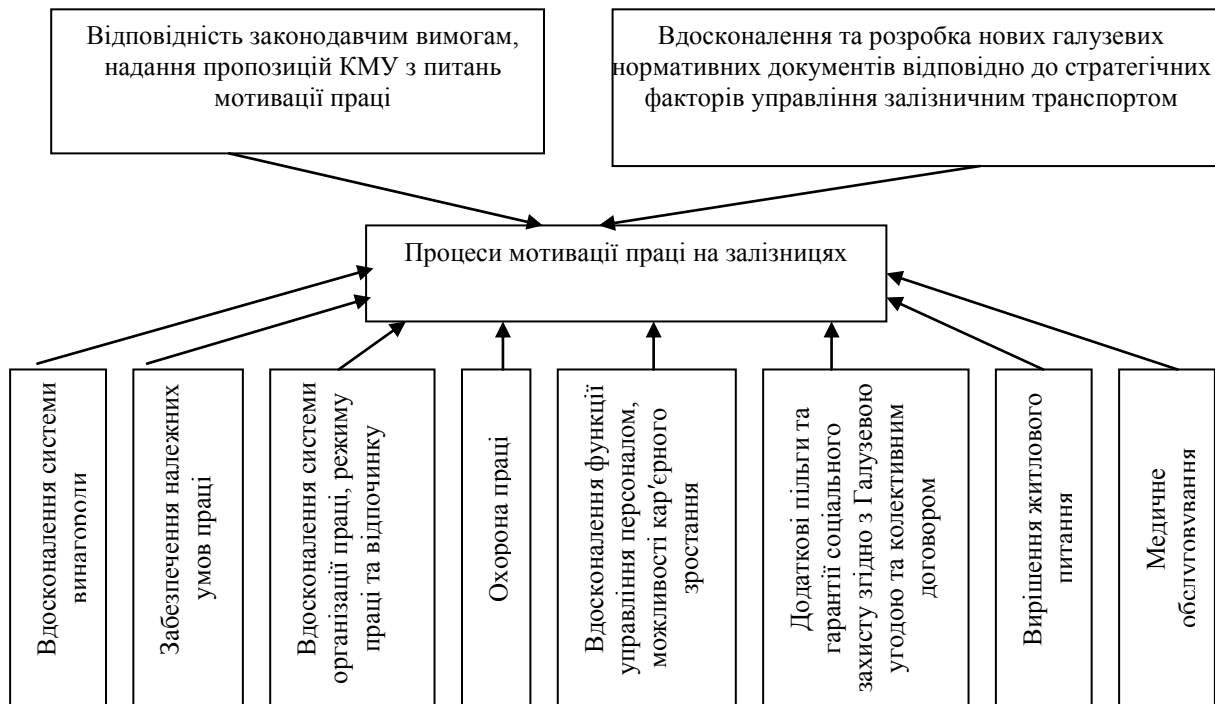 Відповідність законодавчим вимогам,
надання пропозицій КМУ з питань
мотивації праці
Вдосконалення та розробка нових галузевих
нормативних документів відповідно до стратегічних
факторів управління залізничним транспортом
Процеси мотивації праці на залізницях
Вдосконалення системи
винагороди
Забезпечення належних
умов праці
Вдосконалення системи
організації праці, режиму
праці та відпочинку
Охорона праці
Вдосконалення функції
управління персоналом,
можливості кар′єрного
зростання
Додаткові пільги та
гарантії соціального
захисту згідно з Галузевою
угодою та колективним
договором
Вирішення житлового
питання
Медичне
обслуговування